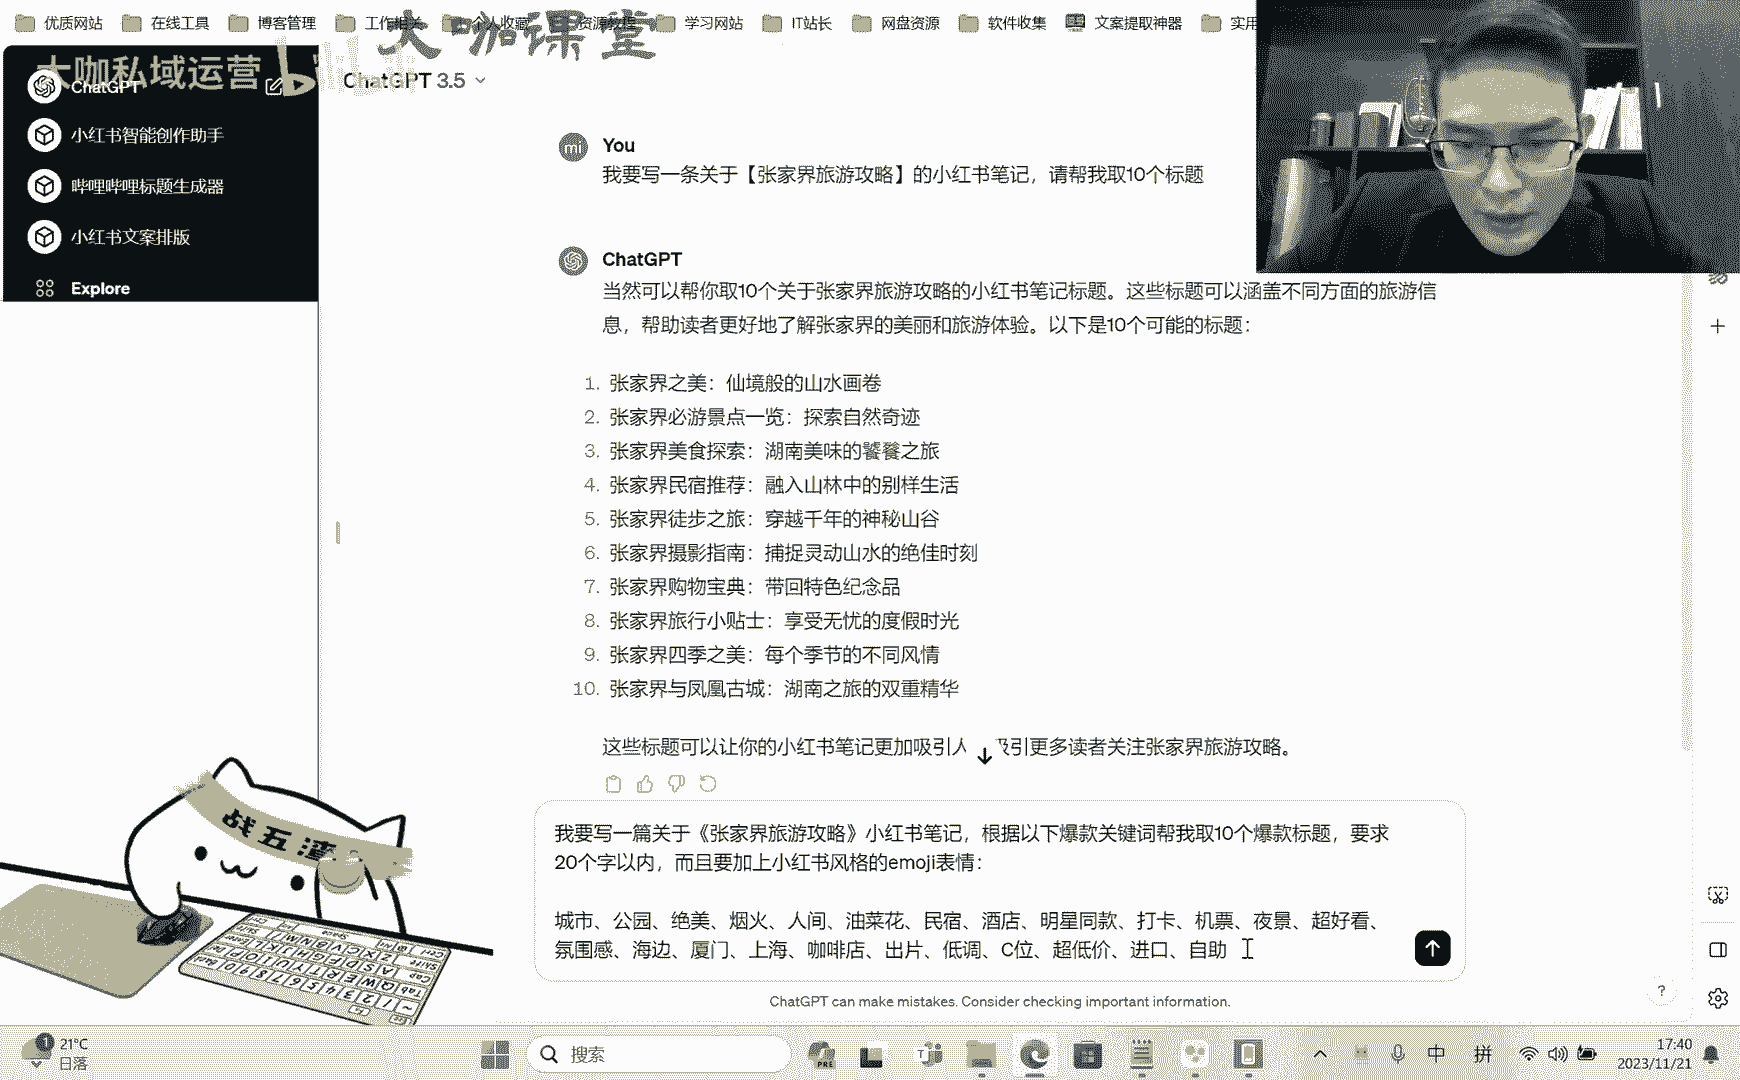 优质网站
在线工具
博客管理
工作相关
个人收藏
资源教程
学习网站
IT站长
网盘资源
软件收集
文案提取神器
实用
大咖课堂
大咖私域运营
ChatGPT
ChatGPT 3.5
小红书智能创作助手
哔哩哔哩标题生成器
小红书文案排版
Explore
mi
You
我要写一条关于【张家界旅游攻略】的小红书笔记，请帮我取10个标题
ChatGPT
当然可以帮你取10个关于张家界旅游攻略的小红书笔记标题。这些标题可以涵盖不同方面的旅游信
息，帮助读者更好地了解张家界的美丽和旅游体验。以下是10个可能的标题：
1. 张家界之美：仙境般的山水画卷
2. 张家界必游景点一览：探索自然奇迹
3. 张家界美食探索：湖南美味的饕餮之旅
4. 张家界民宿推荐：融入山林中的别样生活
5. 张家界徒步之旅：穿越千年的神秘山谷
6. 张家界摄影指南：捕捉灵动山水的绝佳时刻
7. 张家界购物宝典：带回特色纪念品
8. 张家界旅行小贴士：享受无忧的度假时光
9. 张家界四季之美：每个季节的不同风情
10. 张家界与凤凰古城：湖南之旅的双重精华
这些标题可以让你的小红书笔记更加吸引人 吸引更多读者关注张家界旅游攻略。
我要写一篇关于《张家界旅游攻略》小红书笔记，根据以下爆款关键词帮我取10个爆款标题，要求
20个字以内，而且要加上小红书风格的emoji表情：
城市、公园、绝美、烟火、人间、油菜花、民宿、酒店、明星同款、打卡、机票、夜景、超好看、
氛围感、海边、厦门、上海、咖啡店、出片、低调、C位、超低价、进口、自助
ChatGPT can make mistakes. Consider checking important information.
?
战五渣
1
21°C
日落
搜索
PRE
中
拼
17:40
2023/11/21